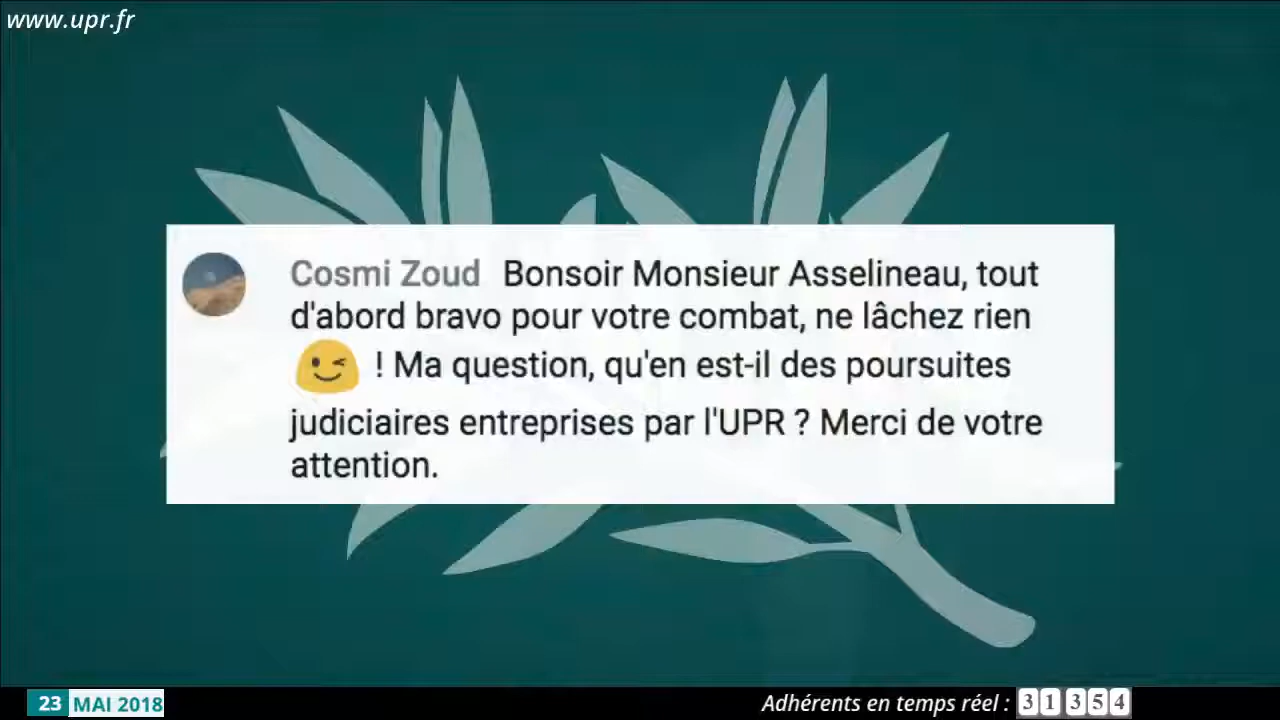 www.upr.fr
Cosmi Zoud Bonsoir Monsieur Asselineau, tout
d'abord bravo pour votre combat, ne lâchez rien
😉 ! Ma question, qu'en est-il des poursuites
judiciaires entreprises par l'UPR ? Merci de votre
attention.
23 MAI 2018
Adhérents en temps réel : 31 354